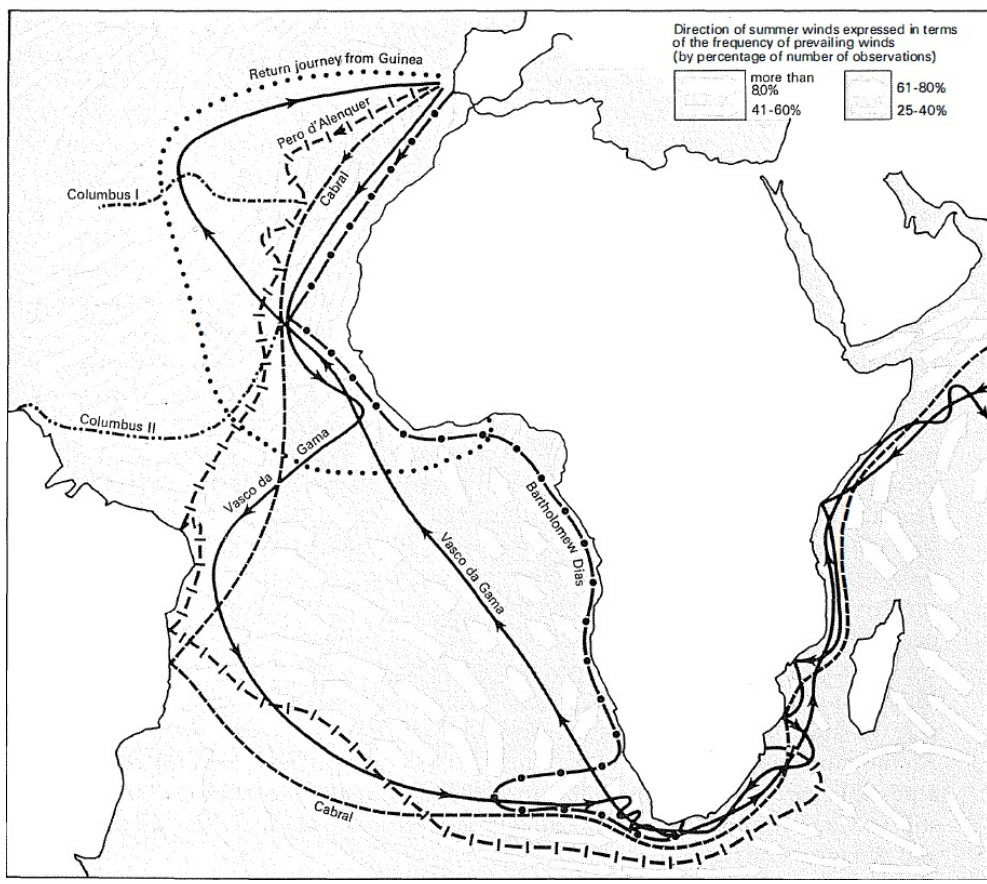 Direction of summer winds expressed in terms
of the frequency of prevailing winds
(by percentage of number of observations)
more than
80%
61-80%
41-60%
25-40%
Return journey from Guinea
Pero d'Alenquer
Cabral
Columbus I
Columbus II
Vasco da Gama
Bartholomew Dias
Vasco da Gama
Cabral